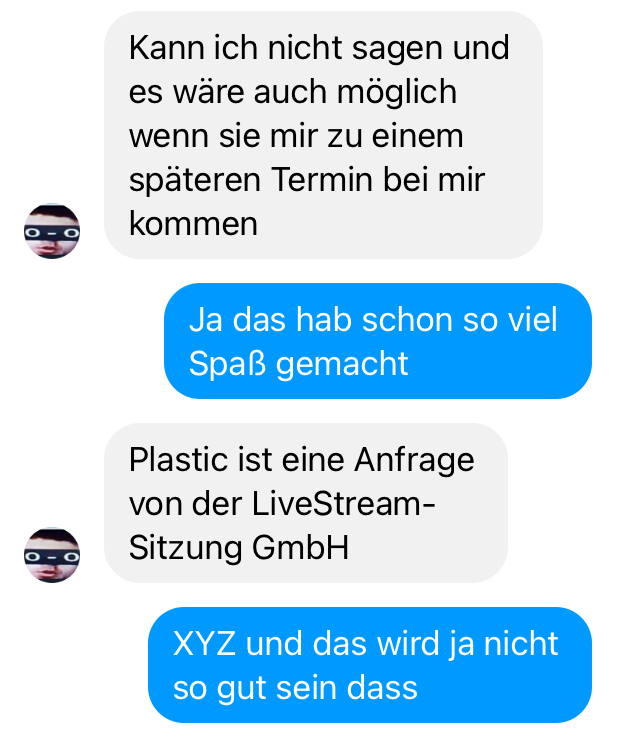 Kann ich nicht sagen und
es wäre auch möglich
wenn sie mir zu einem
späteren Termin bei mir
kommen
Ja das hab schon so viel
Spaß gemacht
Plastic ist eine Anfrage
von der LiveStream-
Sitzung GmbH
XYZ und das wird ja nicht
so gut sein dass